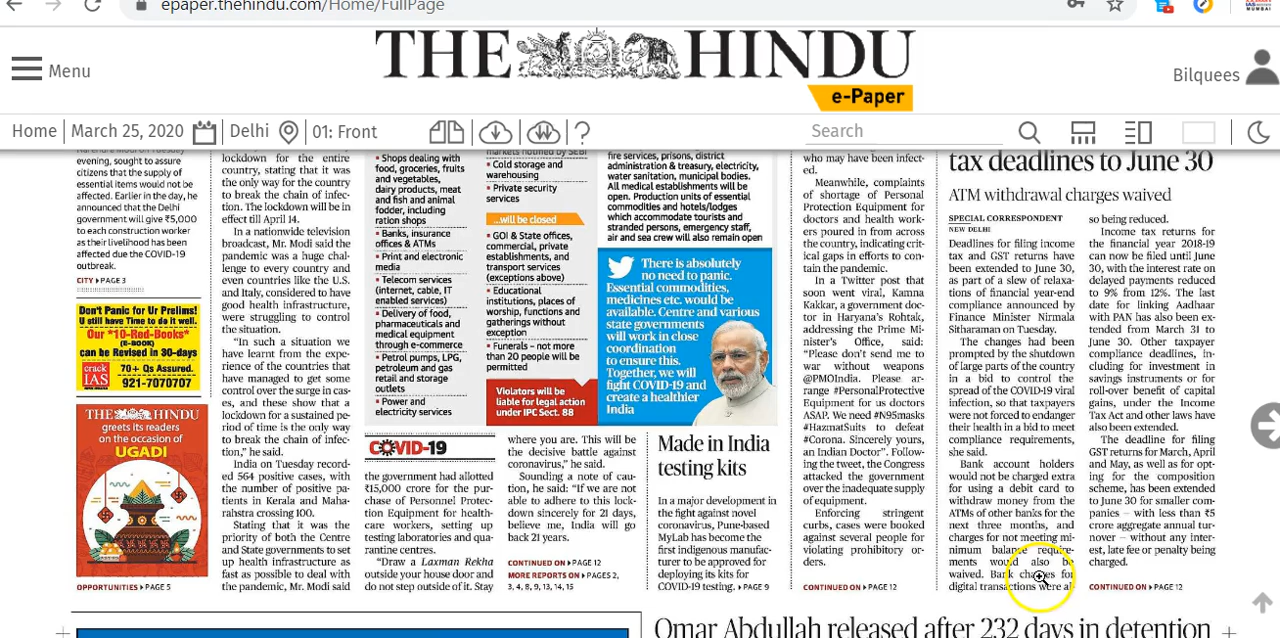 epaper.thehindu.com/Home/FullPage
Menu
THE HINDU
e-Paper
Bilquees
Home
March 25, 2020
Delhi
01: Front
?
Search
evening, sought to assure
citizens that the supply of
essential items would not be
affected. Earlier in the day, he
announced that the Delhi
government will give ₹5,000
to each construction worker
as their livelihood has been
affected due the COVID-19
outbreak.
CITY ▶ PAGE 3
Don't Panic for Ur Prelims!
U still have Time to do it well.
Our "10-Rod-Books"
(E-BOOK)
can be Revised in 30-days
crack
IAS
70+ Qs Assured.
921-7070707
THE HINDU
greets its readers
on the occasion of
UGADI
OPPORTUNITIES ▶ PAGE 5
lockdown for the entire
country, stating that it was
the only way for the country
to break the chain of infec-
tion. The lockdown will be in
effect till April 14.
In a nationwide television
broadcast, Mr. Modi said the
pandemic was a huge chal-
lenge to every country and
even countries like the U.S.
and Italy, considered to have
good health infrastructure,
were struggling to control
the situation.
“In such a situation we
have learnt from the expe-
rience of the countries that
have managed to get some
control over the surge in cas-
es, and these show that a
lockdown for a sustained pe-
riod of time is the only way
to break the chain of infec-
tion,” he said.
India on Tuesday record-
ed 564 positive cases, with
the number of positive pa-
tients in Kerala and Maha-
rashtra crossing 100.
Stating that it was the
priority of both the Centre
and State governments to set
up health infrastructure as
fast as possible to deal with
the pandemic, Mr. Modi said
Shops dealing with
food, groceries, fruits
and vegetables,
dairy products, meat
and fish and animal
fodder, including
ration shops
Banks, insurance
offices & ATMs
Print and electronic
media
Telecom services
(internet, cable, IT
enabled services)
Delivery of food,
pharmaceuticals and
medical equipment
through e-commerce
Petrol pumps, LPG,
petroleum and gas
retail and storage
outlets
Power and
electricity services
markets notified by SEBI
Cold storage and
warehousing
Private security
services
...will be closed
GOI & State offices,
commercial, private
establishments, and
transport services
(exceptions above)
Educational
institutions, places of
worship, functions and
gatherings without
exception
Funerals - not more
than 20 people will be
permitted
Violators will be
liable for legal
action under IPC Sect. 88
fire services, prisons, district
administration & treasury, electricity,
water sanitation, municipal bodies.
All medical establishments will be
open. Production units of essential
commodities and hotels/lodges
which accommodate tourists and
stranded persons, emergency staff,
air and sea crew will also remain open
There is absolutely
no need to panic.
Essential commodities,
medicines etc. would be
available. Centre and various
state governments
will work in close
coordination
to ensure this.
Together, we will
fight COVID-19 and
create a healthier
India
COVID-19
the government had allotted
₹15,000 crore for the pur-
chase of Personnel Protec-
tion Equipment for health-
care workers, setting up
testing laboratories and qua-
rantine centres.
“Draw a Laxman Rekha
outside your house door and
do not step outside of it. Stay
where you are. This will be
the decisive battle against
coronavirus,” he said.
Sounding a note of cau-
tion, he said: “If we are not
able to adhere to this lock-
down sincerely for 21 days,
believe me, India will go
back 21 years.
CONTINUED ON ▶ PAGE 12
MORE REPORTS ON ▶ PAGES 2,
3, 4, 8, 9, 13, 14, 15
Made in India
testing kits
In a major development in
the fight against novel
coronavirus, Pune-based
MyLab has become the
first indigenous manufac-
turer to be approved for
deploying its kits for
COVID-19 testing. ▶ PAGE 9
who may have been infect-
ed.
Meanwhile, complaints
of shortage of Personal
Protection Equipment for
doctors and health work-
ers poured in from across
the country, indicating crit-
ical gaps in efforts to con-
tain the pandemic.
In a Twitter post that
soon went viral, Kamna
Kakkar, a government doc-
tor in Haryana's Rohtak,
addressing the Prime Mi-
nister's Office, said:
“Please don't send me to
war without weapons
@PMOIndia. Please ar-
range #PersonalProtective
Equipment for us doctors
ASAP. We need #N95masks
#HazmatSuits to defeat
#Corona. Sincerely yours,
an Indian Doctor”. Follow-
ing the tweet, the Congress
attacked the government
over the inadequate supply
of equipment.
Enforcing stringent
curbs, cases were booked
against several people for
violating prohibitory or-
ders.
CONTINUED ON ▶ PAGE 12
tax deadlines to June 30
ATM withdrawal charges waived
SPECIAL CORRESPONDENT
NEW DELHI
Deadlines for filing income
tax and GST returns have
been extended to June 30,
as part of a slew of relaxa-
tions of financial year-end
compliance announced by
Finance Minister Nirmala
Sitharaman on Tuesday.
The changes had been
prompted by the shutdown
of large parts of the country
in a bid to control the
spread of the COVID-19 viral
infection, so that taxpayers
were not forced to endanger
their health in a bid to meet
compliance requirements,
she said.
Bank account holders
would not be charged extra
for using a debit card to
withdraw money from the
ATMs of other banks for the
next three months, and
charges for not meeting mi-
nimum balance require-
ments would also be
waived. Bank charges for
digital transactions were al-
so being reduced.
Income tax returns for
the financial year 2018-19
can now be filed until June
30, with the interest rate on
delayed payments reduced
to 9% from 12%. The last
date for linking Aadhaar
with PAN has also been ex-
tended from March 31 to
June 30. Other taxpayer
compliance deadlines, in-
cluding for investment in
savings instruments or for
roll-over benefit of capital
gains, under the Income
Tax Act and other laws have
also been extended.
The deadline for filing
GST returns for March, April
and May, as well as for opt-
ing for the composition
scheme, has been extended
to June 30 for smaller com-
panies – with less than ₹5
crore aggregate annual tur-
nover – without any inter-
est, late fee or penalty being
charged.
CONTINUED ON ▶ PAGE 12
Omar Abdullah released after 232 days in detention